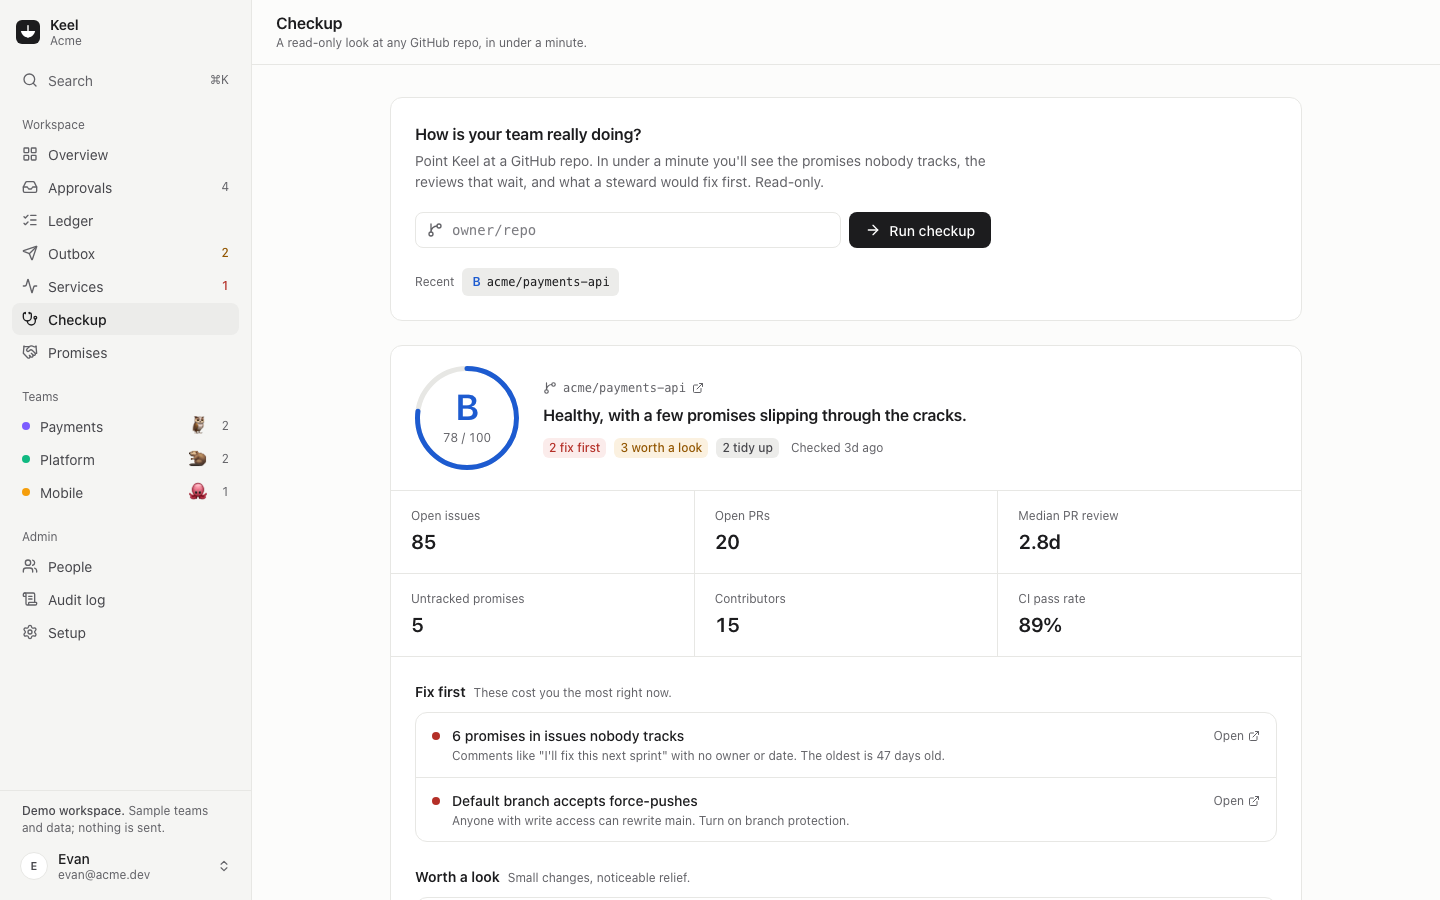 Keel
Acme
Search ⌘K
Workspace
Overview
Approvals 4
Ledger
Outbox 2
Services 1
Checkup
Promises
Teams
Payments 2
Platform 2
Mobile 1
Admin
People
Audit log
Setup
Demo workspace. Sample teams
and data; nothing is sent.
E
Evan
evan@acme.dev
Checkup
A read-only look at any GitHub repo, in under a minute.
How is your team really doing?
Point Keel at a GitHub repo. In under a minute you'll see the promises nobody tracks, the
reviews that wait, and what a steward would fix first. Read-only.
owner/repo
Run checkup
Recent B acme/payments-api
B
78 / 100
acme/payments-api
Healthy, with a few promises slipping through the cracks.
2 fix first 3 worth a look 2 tidy up Checked 3d ago
Open issues
85
Open PRs
20
Median PR review
2.8d
Untracked promises
5
Contributors
15
CI pass rate
89%
Fix first These cost you the most right now.
6 promises in issues nobody tracks Open
Comments like "I'll fix this next sprint" with no owner or date. The oldest is 47 days old.
Default branch accepts force-pushes Open
Anyone with write access can rewrite main. Turn on branch protection.
Worth a look Small changes, noticeable relief.